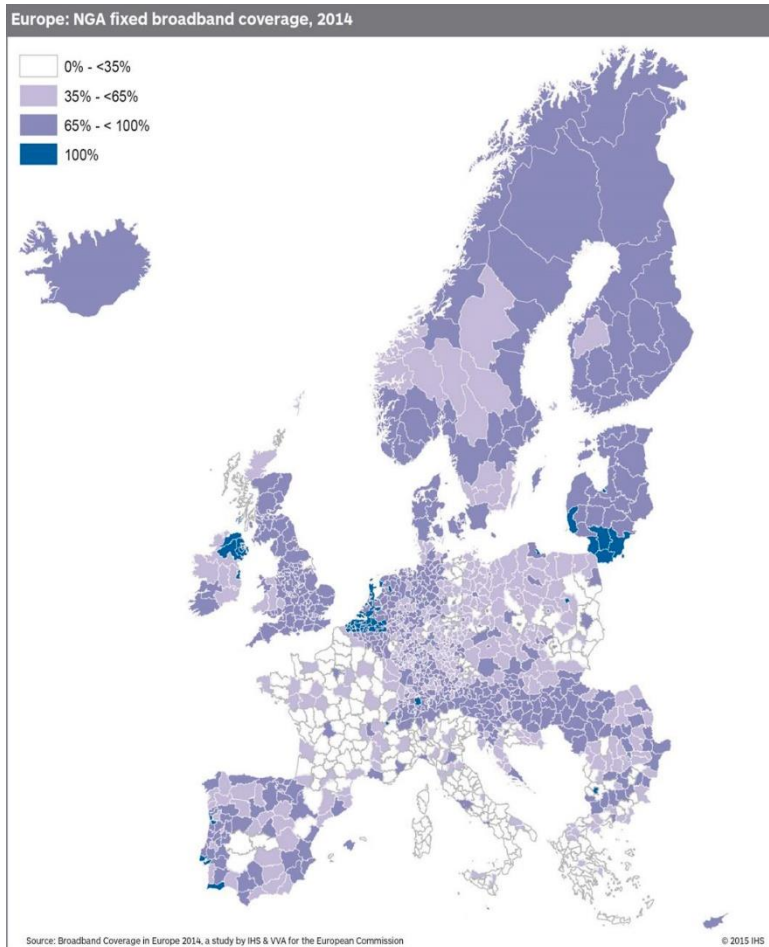 Europe: NGA fixed broadband coverage, 2014
0% - <35%
35% - <65%
65% - < 100%
100%
Source: Broadband Coverage in Europe 2014, a study by IHS & VVA for the European Commission
© 2015 IHS